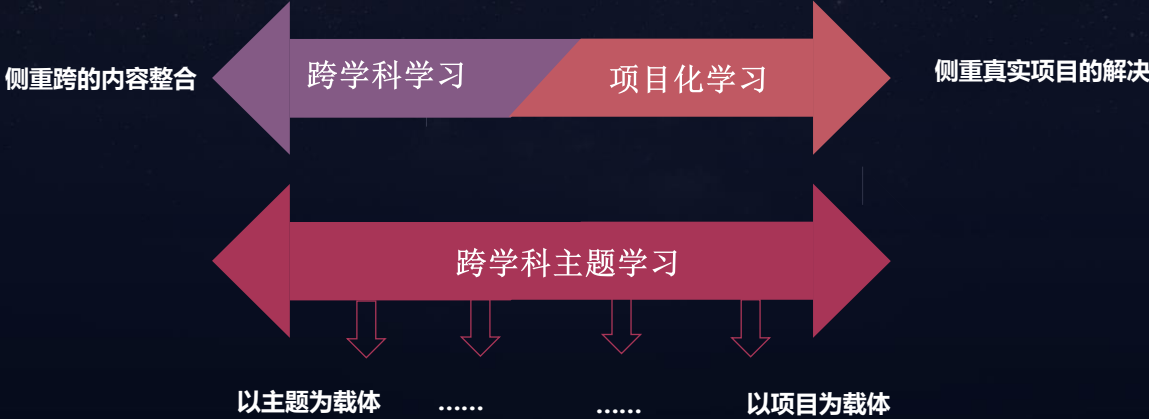 侧重跨的内容整合
跨学科学习
项目化学习
侧重真实项目的解决
跨学科主题学习
以主题为载体
......
......
以项目为载体